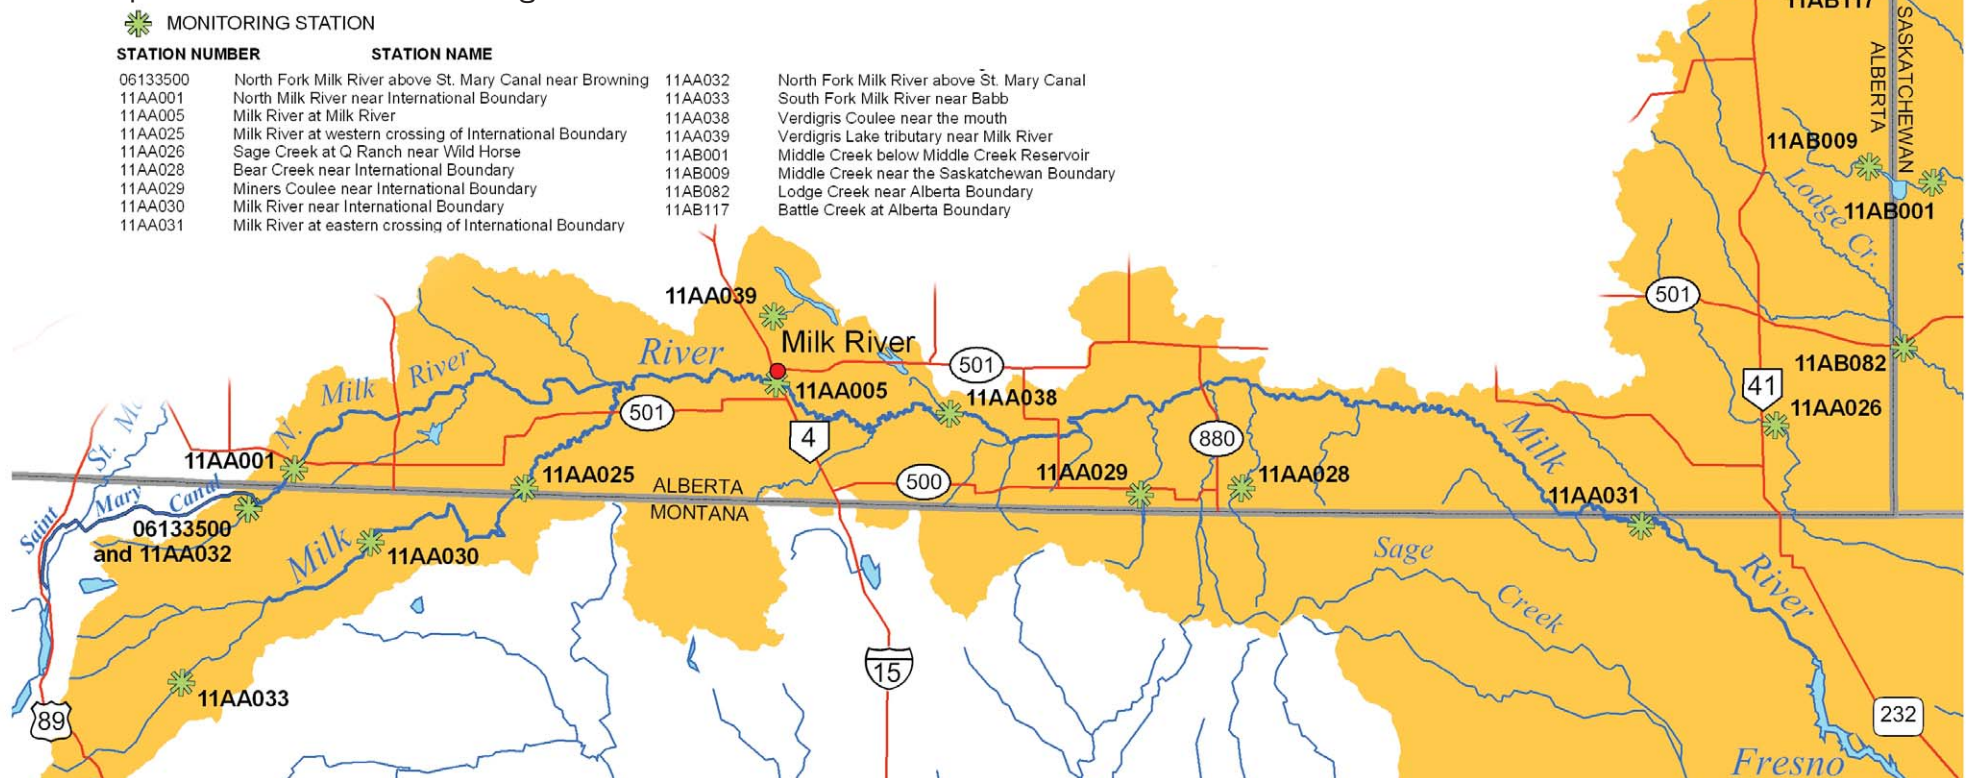 MONITORING STATION
STATION NUMBER STATION NAME
06133500 North Fork Milk River above St. Mary Canal near Browning
11AA001 North Milk River near International Boundary
11AA005 Milk River at Milk River
11AA025 Milk River at western crossing of International Boundary
11AA026 Sage Creek at Q Ranch near Wild Horse
11AA028 Bear Creek near International Boundary
11AA029 Miners Coulee near International Boundary
11AA030 Milk River near International Boundary
11AA031 Milk River at eastern crossing of International Boundary
11AA032 North Fork Milk River above St. Mary Canal
11AA033 South Fork Milk River near Babb
11AA038 Verdigris Coulee near the mouth
11AA039 Verdigris Lake tributary near Milk River
11AB001 Middle Creek below Middle Creek Reservoir
11AB009 Middle Creek near the Saskatchewan Boundary
11AB082 Lodge Creek near Alberta Boundary
11AB117 Battle Creek at Alberta Boundary
11AB117
SASKATCHEWAN
ALBERTA
11AB009
Lodge Cr.
11AB001
501
11AA039
Milk River
River
N. Milk River
501
11AB082
11AA005
11AA038
41
11AA026
501
4
880
St.
11AA001
11AA025
ALBERTA
MONTANA
500
11AA029
11AA028
Milk
11AA031
Saint Mary Canal
06133500
and 11AA032
Milk
11AA030
Sage
Creek
River
15
11AA033
89
232
Fresno